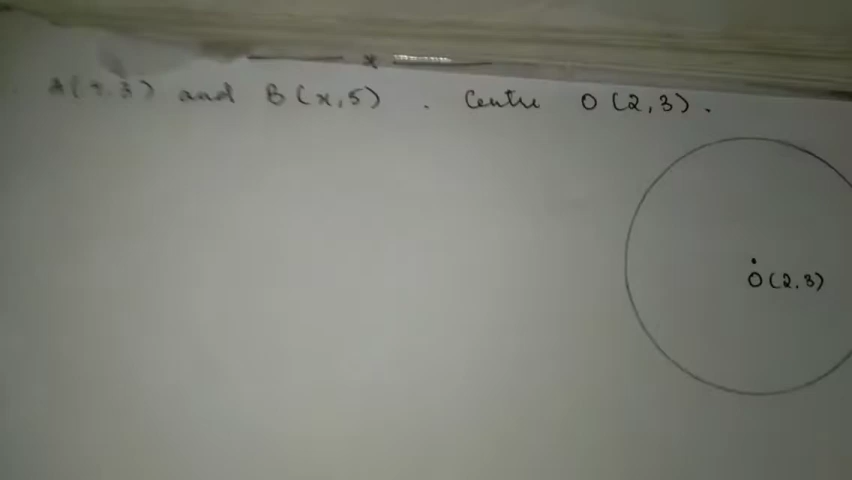 and B(x,5) . Centre O(2,3).
O(2,3)